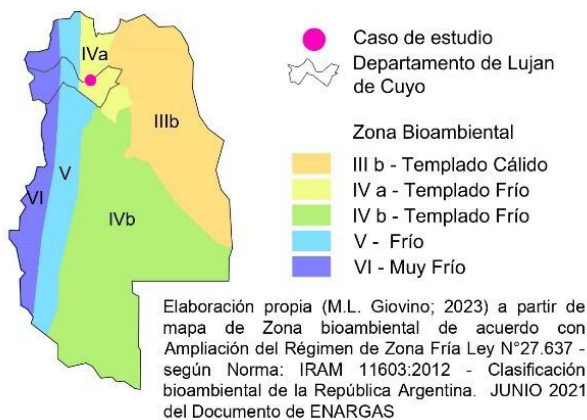 IVa
IIIb
V
VI
IVb
Caso de estudio
Departamento de Lujan
de Cuyo
Zona Bioambiental
III b - Templado Cálido
IV a - Templado Frío
IV b - Templado Frío
V - Frío
VI - Muy Frío
Elaboración propia (M.L. Giovino; 2023) a partir de
mapa de Zona bioambiental de acuerdo con
Ampliación del Régimen de Zona Fría Ley N°27.637 -
según Norma: IRAM 11603:2012 - Clasificación
bioambiental de la República Argentina. JUNIO 2021
del Documento de ENARGAS